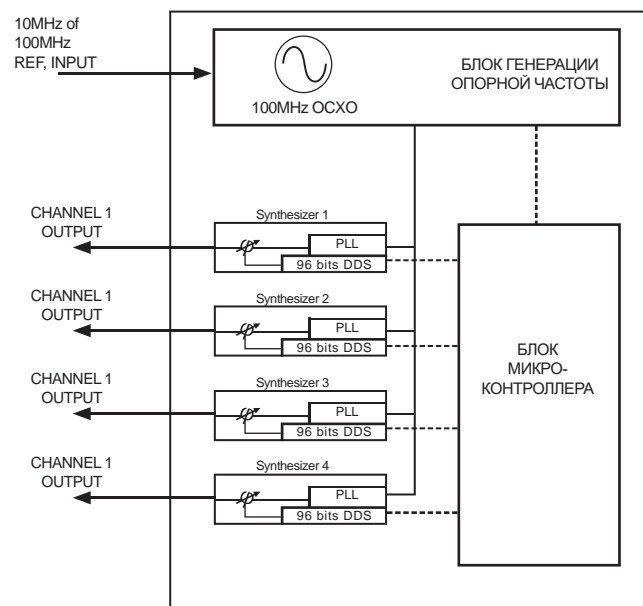 10MHz of
100MHz
REF, INPUT
БЛОК ГЕНЕРАЦИИ
ОПОРНОЙ ЧАСТОТЫ
100MHz OCXO
CHANNEL 1
OUTPUT
Synthesizer 1
PLL
96 bits DDS
CHANNEL 1
OUTPUT
Synthesizer 2
PLL
96 bits DDS
CHANNEL 1
OUTPUT
Synthesizer 3
PLL
96 bits DDS
CHANNEL 1
OUTPUT
Synthesizer 4
PLL
96 bits DDS
БЛОК
МИКРО-
КОНТРОЛЛЕРА